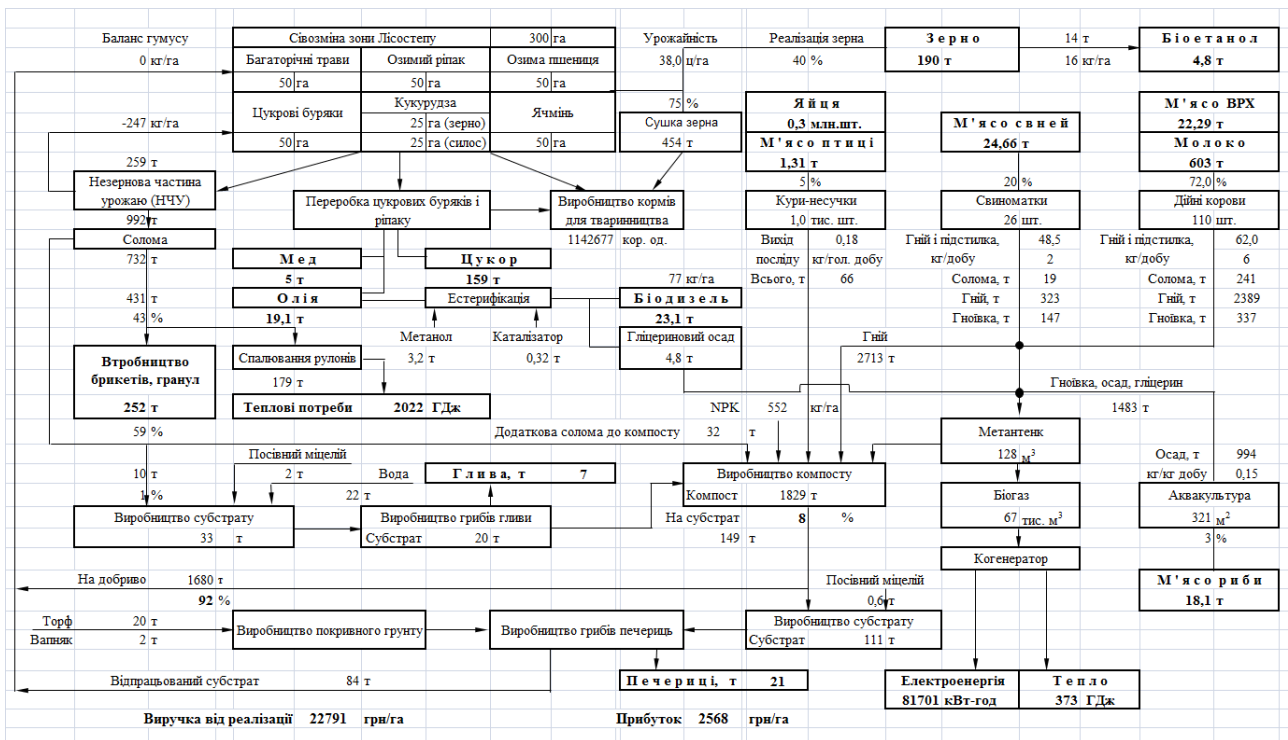 Баланс гумусу Сівозміна зони Лісостепу 300 га Урожайність Реалізація зерна Зерно 14 т Біоетанол
0 кг/га Багаторічні трави Озимий ріпак Озима пшениця 38,0 ц/га 40 % 190 т 16 кг/га 4,8 т
50 га 50 га 50 га
Цукрові буряки Кукурудза Ячмінь 75 % Яйця М'ясо ВРХ
-247 кг/га 25 га (зерно) Сушка зерна 0,3 млн.шт. М'ясо свней 22,29 т
50 га 25 га (силос) 50 га 454 т М'ясо птиці 24,66 т Молоко
259 т 1,31 т 603 т
Незернова частина урожаю (НЧУ) Переробка цукрових буряків і ріпаку Виробництво кормів для тваринництва 5 % 20 % 72,0 %
Кури-несучки Свиноматки Дійні корови
992 т 1,0 тис. шт. 26 шт. 110 шт.
Солома 1142677 кор. од. Вихід 0,18 Гній і підстилка, 48,5 Гній і підстилка, 62,0
732 т Мед Цукор посліду кг/гол. добу кг/добу 2 кг/добу 6
5 т 159 т 77 кг/га Всього, т 66 Солома, т 19 Солома, т 241
431 т Олія Естерифікація Біодизель Гній, т 323 Гній, т 2389
43 % 19,1 т 23,1 т Гноївка, т 147 Гноївка, т 337
Метанол Каталізатор Гліцериновий осад Гній
Втробництво брикетів, гранул Спалювання рулонів 3,2 т 0,32 т 4,8 т 2713 т
179 т Гноївка, осад, гліцерин
252 т Теплові потреби 2022 ГДж NPK 552 кг/га 1483 т
59 % Додаткова солома до компосту 32 т Метантенк
Посівний міцелій 128 м³ Осад, т 994
10 т 2 т Вода Глива, т 7 Виробництво компосту кг/кг добу 0,15
1 % 22 т Компост 1829 т Біогаз Аквакультура
Виробництво субстрату Виробництво грибів гливи На субстрат 8 % 67 тис. м³ 321 м²
33 т Субстрат 20 т 149 т 3 %
Когенератор
На добриво 1680 т Посівний міцелій М'ясо риби
92 % 0,6 т 18,1 т
Торф 20 т Виробництво покривного грунту Виробництво грибів печериць Виробництво субстрату
Вапняк 2 т Субстрат 111 т
Відпрацьований субстрат 84 т Печериці, т 21 Електроенергія Тепло
81701 кВт-год 373 ГДж
Виручка від реалізації 22791 грн/га Прибуток 2568 грн/га